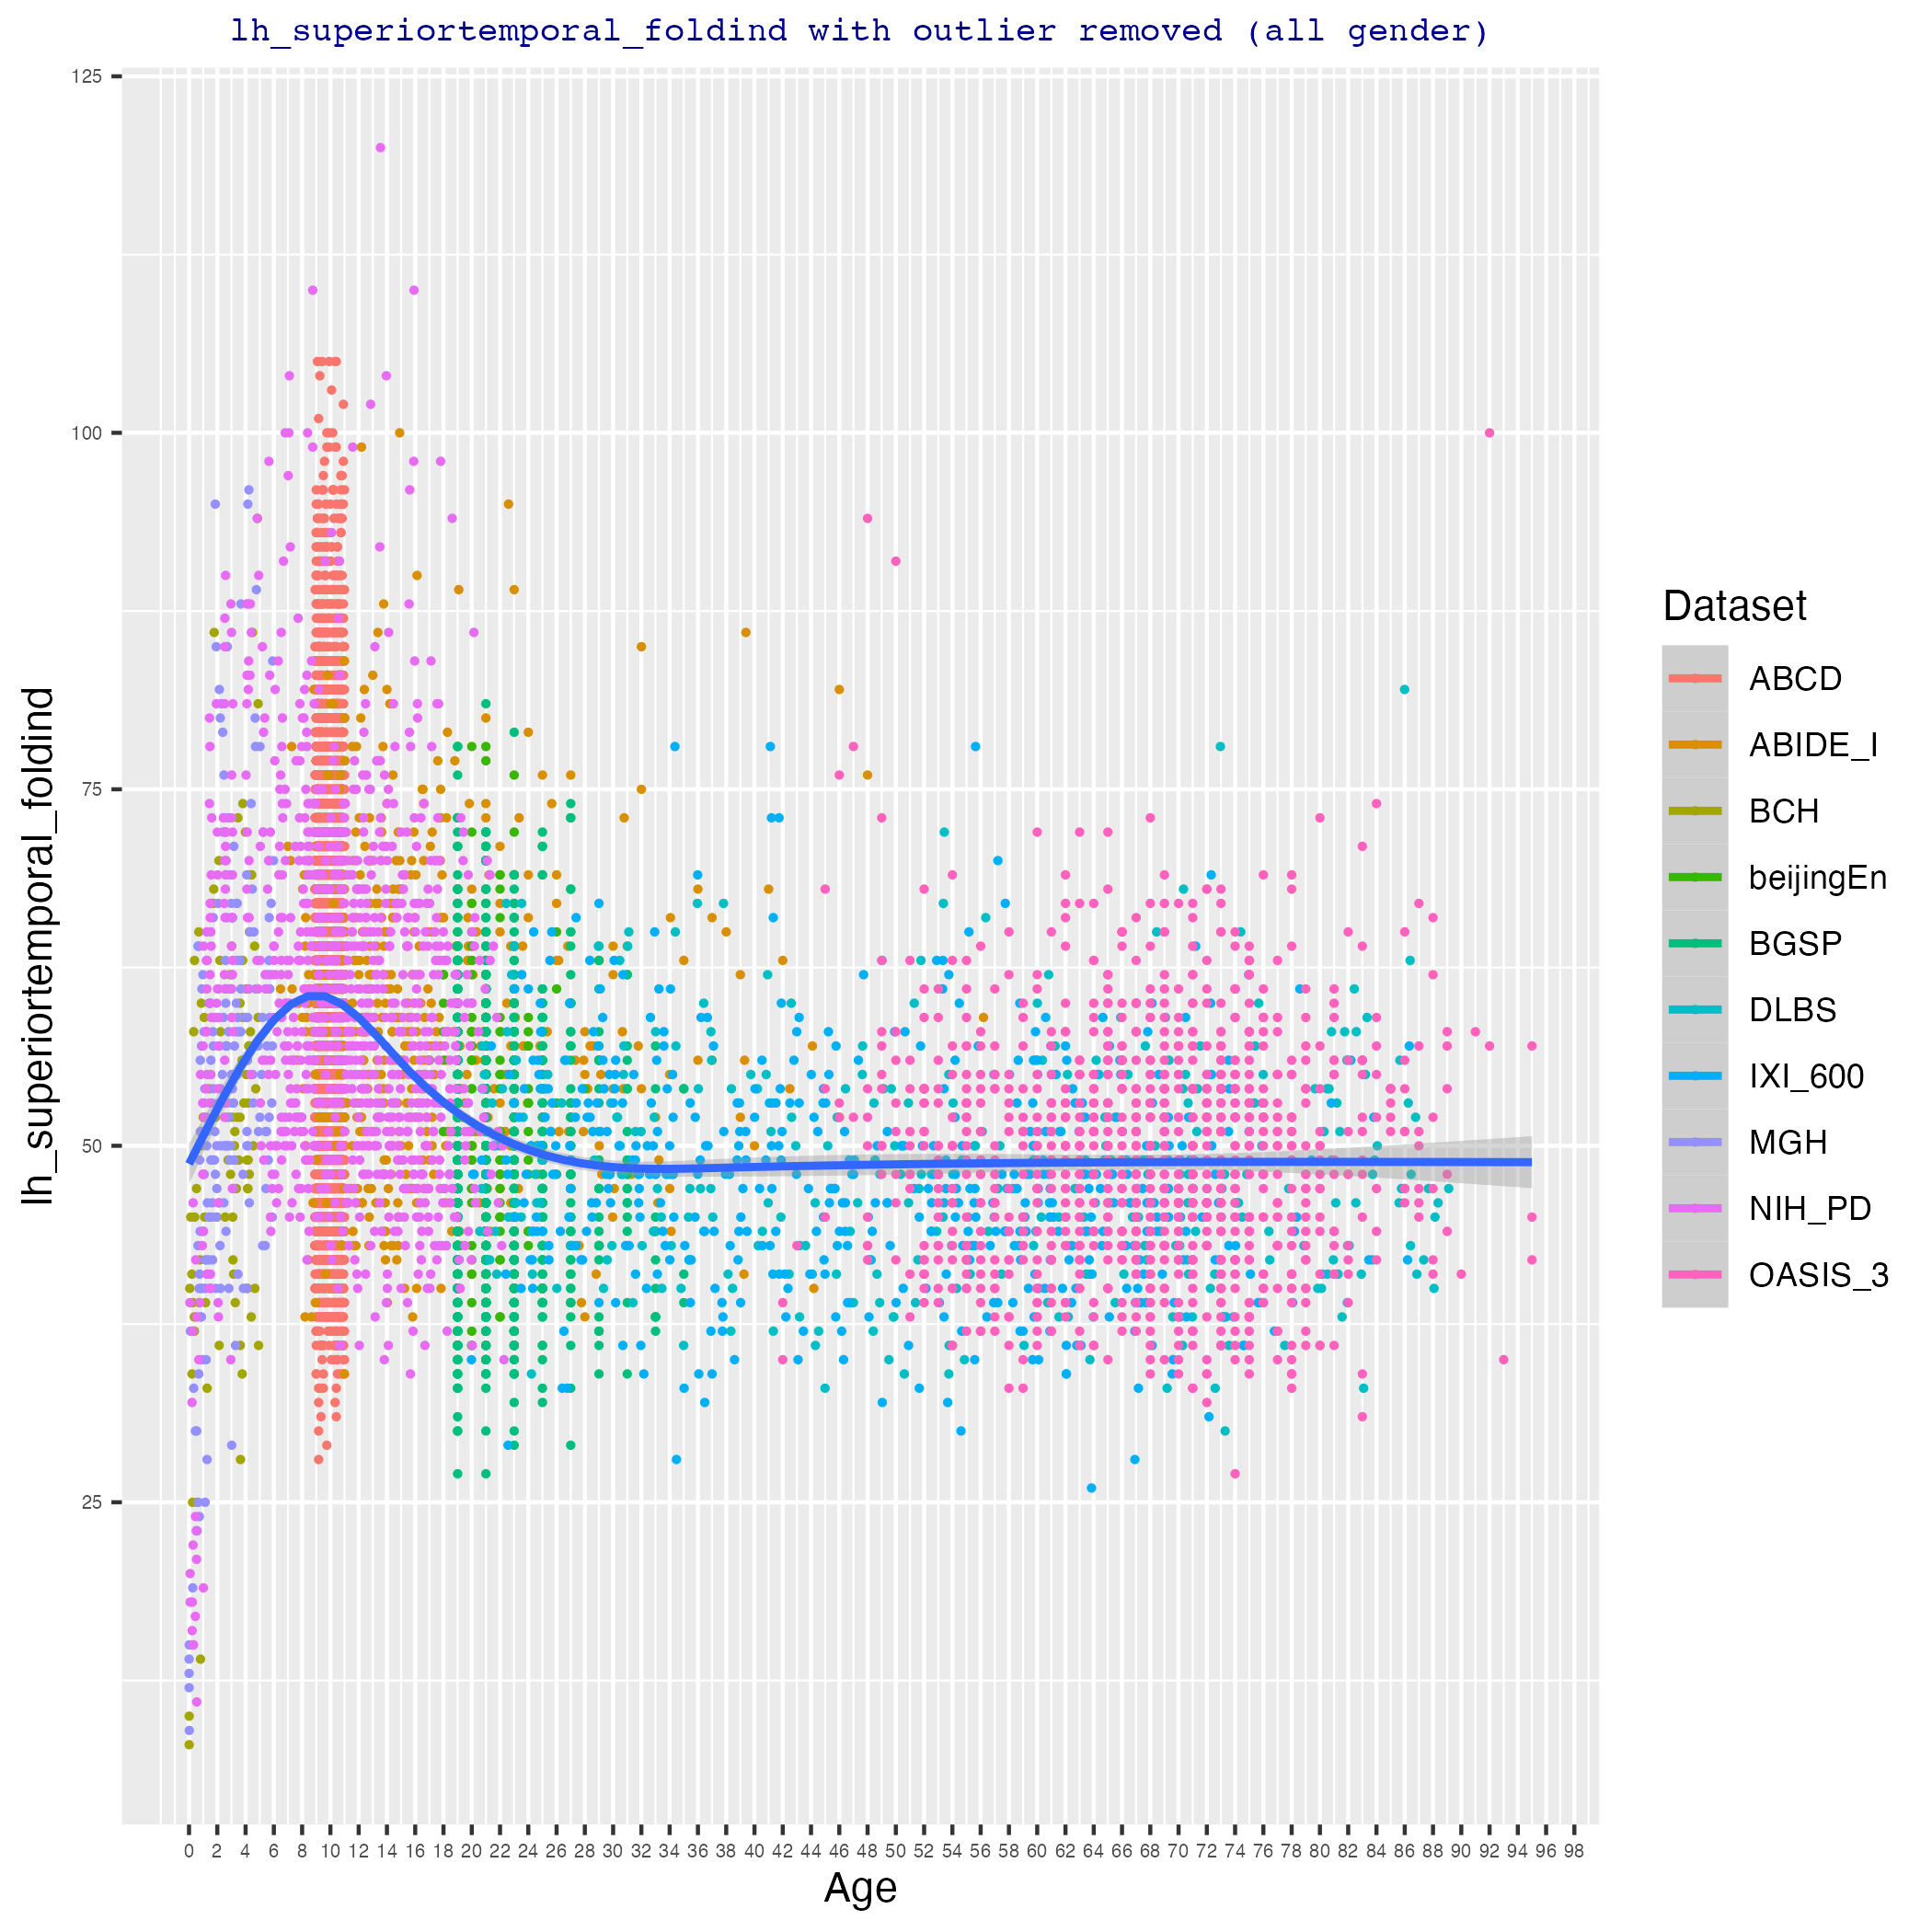 lh_superiortemporal_foldind with outlier removed (all gender)
125
100
75
50
25
lh_superiortemporal_foldind
0 2 4 6 8 10 12 14 16 18 20 22 24 26 28 30 32 34 36 38 40 42 44 46 48 50 52 54 56 58 60 62 64 66 68 70 72 74 76 78 80 82 84 86 88 90 92 94 96 98
Age
Dataset
ABCD
ABIDE_I
BCH
beijingEn
BGSP
DLBS
IXI_600
MGH
NIH_PD
OASIS_3